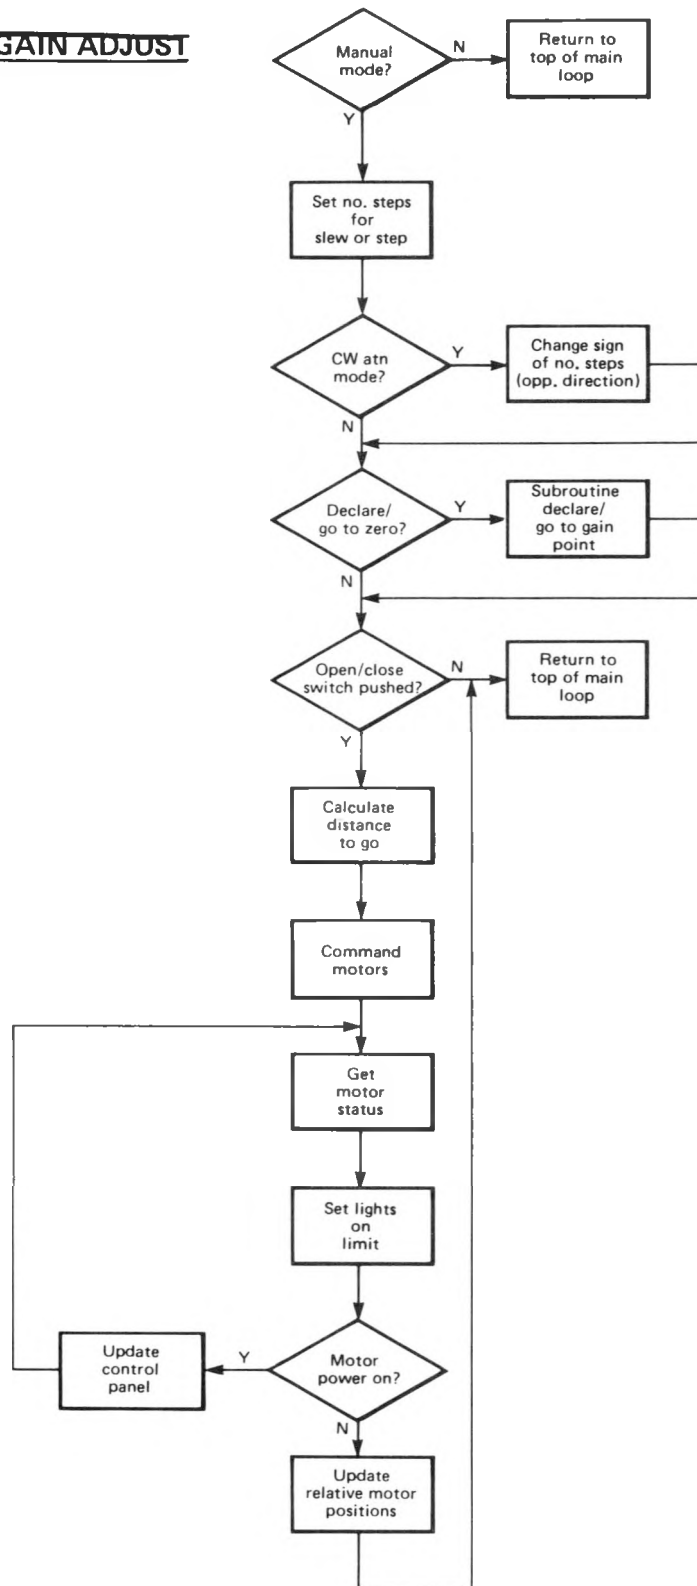 GAIN ADJUST
Manual
mode?
N
Return to
top of main
loop
Y
Set no. steps
for
slew or step
CW atn
mode?
Y
Change sign
of no. steps
(opp. direction)
N
Declare/
go to zero?
Y
Subroutine
declare/
go to gain
point
N
Open/close
switch pushed?
N
Return to
top of main
loop
Y
Calculate
distance
to go
Command
motors
Get
motor
status
Set lights
on
limit
Motor
power on?
Y
Update
control
panel
N
Update
relative motor
positions